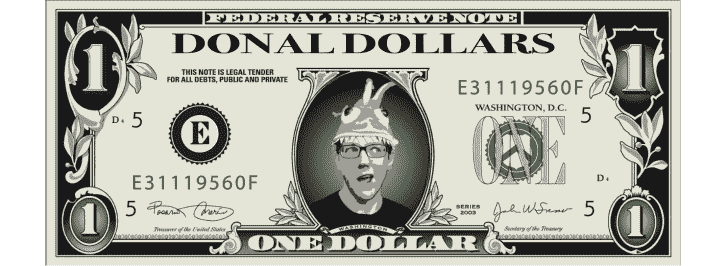 FEDERAL RESERVE NOTE
DONAL DOLLARS
1
1
THIS NOTE IS LEGAL TENDER
FOR ALL DEBTS, PUBLIC AND PRIVATE
E31119560F
WASHINGTON, D.C.
D 4
5
5
E
ONE
D 4
E31119560F
5
5
SERIES
2003
1
1
Treasurer of the United States
WASHINGTON
Secretary of the Treasury
ONE DOLLAR